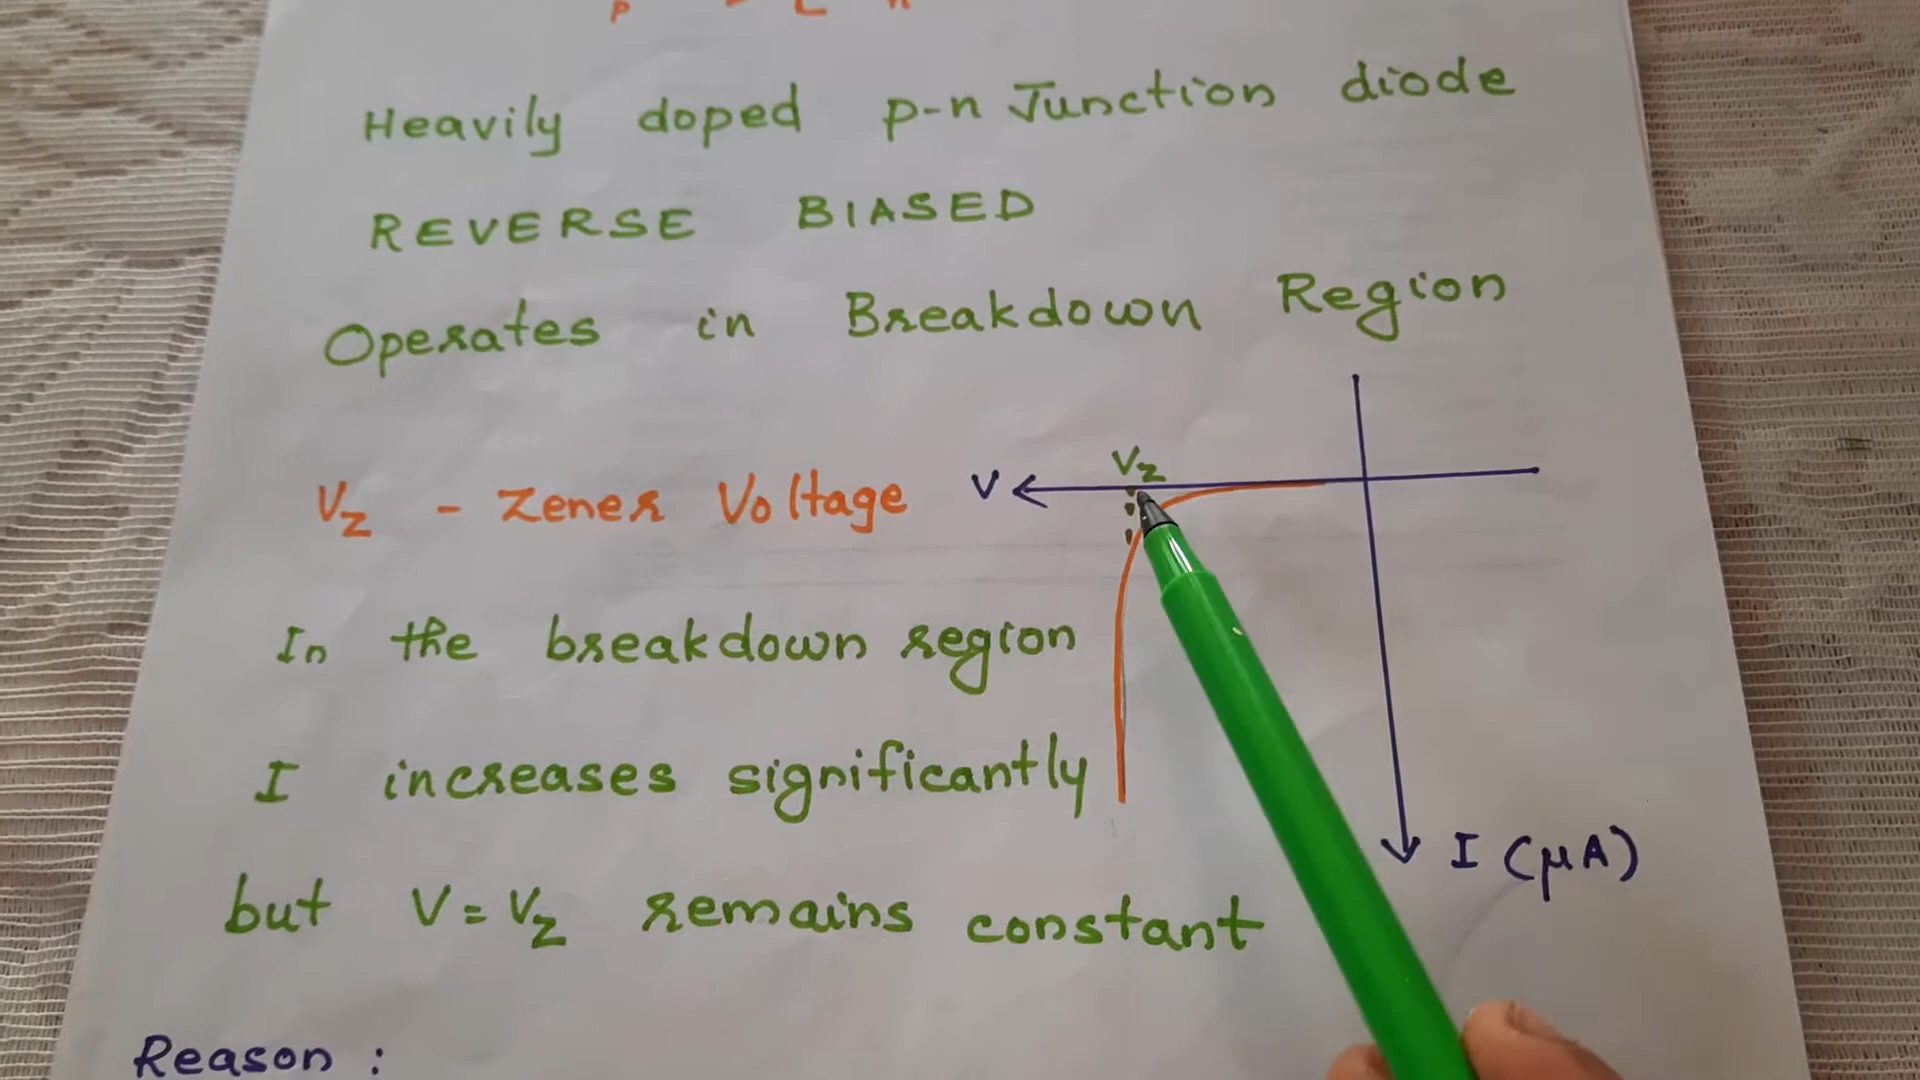 Heavily doped p-n Junction diode
REVERSE BIASED
Operates in Breakdown Region
Vz - Zener Voltage
V
Vz
In the breakdown region
I increases significantly
I (μA)
but V = Vz remains constant
Reason :